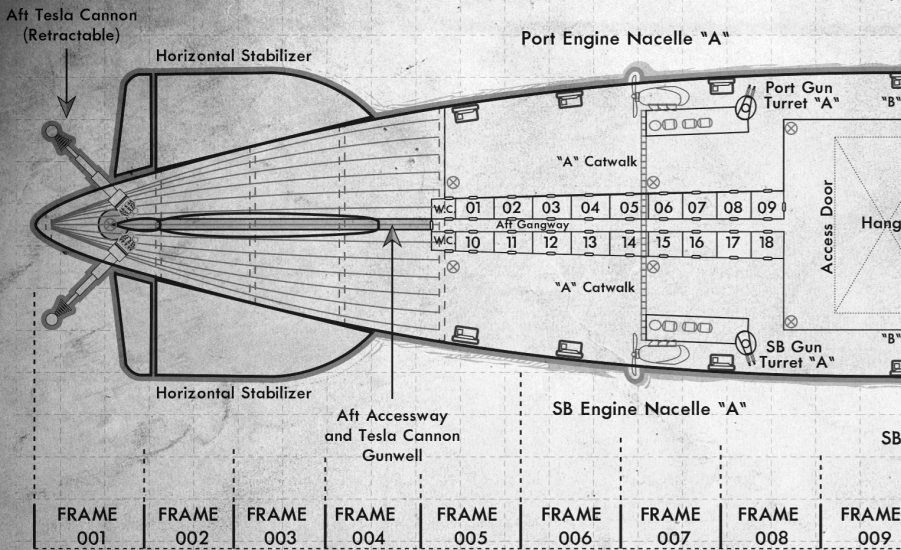 Aft Tesla Cannon
(Retractable)
Horizontal Stabilizer
Port Engine Nacelle "A"
Port Gun
Turret "A"
"B"
"A" Catwalk
W.C. 01 02 03 04 05 06 07 08 09
Aft Gangway
W.C. 10 11 12 13 14 15 16 17 18
Access Door
Hang
"A" Catwalk
SB Gun
Turret "A"
"B"
Horizontal Stabilizer
SB Engine Nacelle "A"
Aft Accessway
and Tesla Cannon
Gunwell
SB
FRAME FRAME FRAME FRAME FRAME FRAME FRAME FRAME FRAME
001 002 003 004 005 006 007 008 009